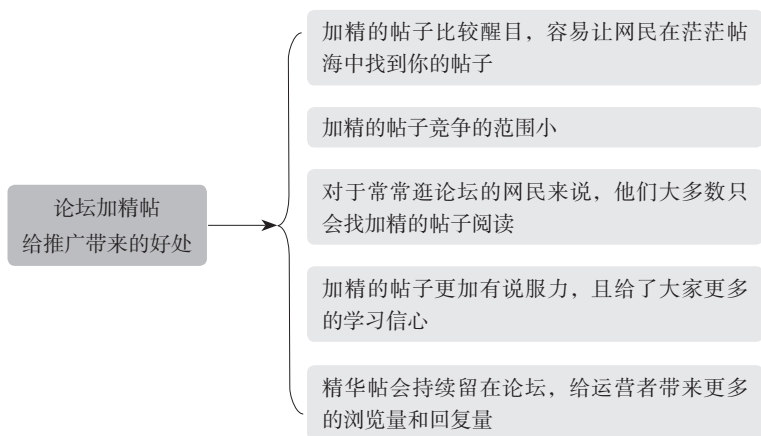 加精的帖子比较醒目，容易让网民在茫茫帖
海中找到你的帖子
加精的帖子竞争的范围小
论坛加精帖
给推广带来的好处
对于常常逛论坛的网民来说，他们大多数只
会找加精的帖子阅读
加精的帖子更加有说服力，且给了大家更多
的学习信心
精华帖会持续留在论坛，给运营者带来更多
的浏览量和回复量